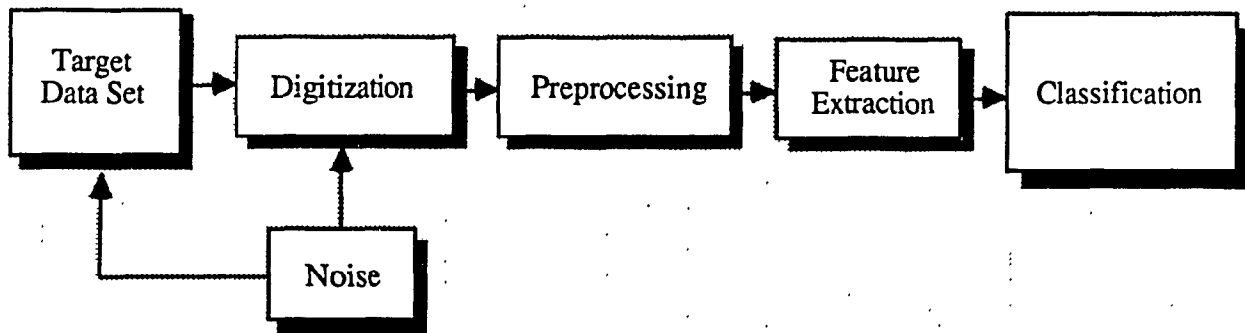 Target
Data Set
Digitization
Preprocessing
Feature
Extraction
Classification
Noise